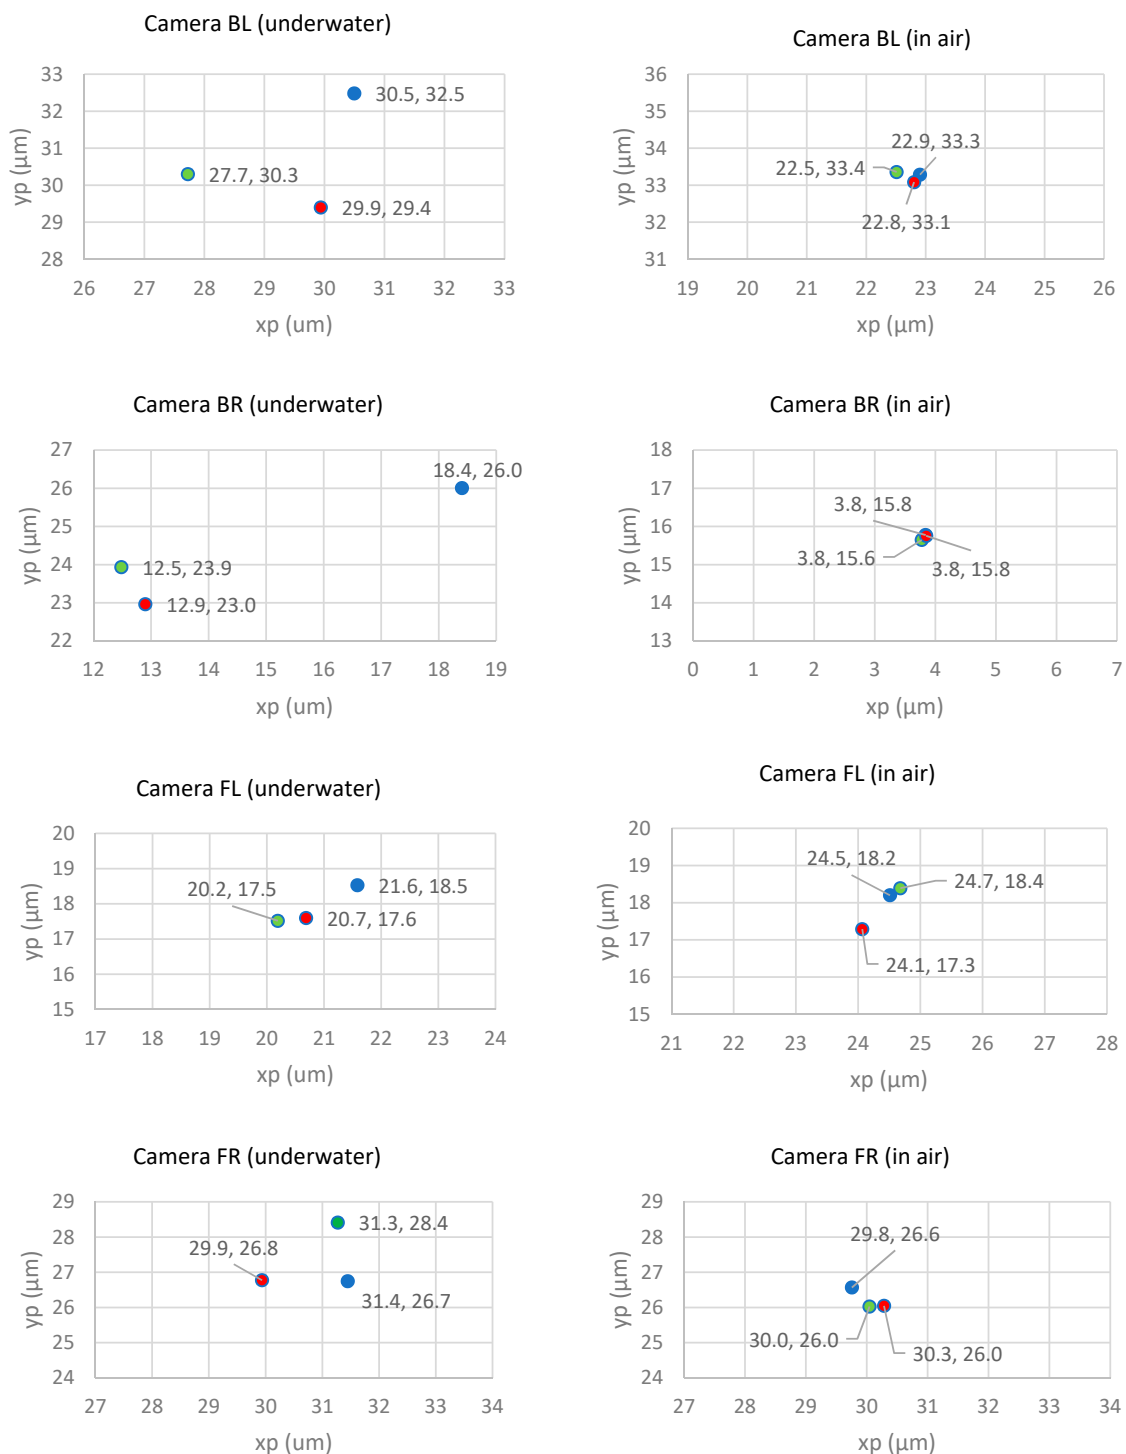 Camera BL (underwater)
33
32
31
30
29
28
yp (µm)
30.5, 32.5
27.7, 30.3
29.9, 29.4
26 27 28 29 30 31 32 33
xp (um)
Camera BL (in air)
36
35
34
33
32
31
yp (µm)
22.9, 33.3
22.5, 33.4
22.8, 33.1
19 20 21 22 23 24 25 26
xp (µm)
Camera BR (underwater)
27
26
25
24
23
22
yp (µm)
18.4, 26.0
12.5, 23.9
12.9, 23.0
12 13 14 15 16 17 18 19
xp (um)
Camera BR (in air)
18
17
16
15
14
13
yp (µm)
3.8, 15.8
3.8, 15.6
3.8, 15.8
0 1 2 3 4 5 6 7
xp (µm)
Camera FL (underwater)
20
19
18
17
16
15
yp (µm)
20.2, 17.5
21.6, 18.5
20.7, 17.6
17 18 19 20 21 22 23 24
xp (um)
Camera FL (in air)
20
19
18
17
16
15
yp (µm)
24.5, 18.2
24.7, 18.4
24.1, 17.3
21 22 23 24 25 26 27 28
xp (µm)
Camera FR (underwater)
29
28
27
26
25
24
yp (µm)
31.3, 28.4
29.9, 26.8
31.4, 26.7
27 28 29 30 31 32 33 34
xp (um)
Camera FR (in air)
29
28
27
26
25
24
yp (µm)
29.8, 26.6
30.0, 26.0
30.3, 26.0
27 28 29 30 31 32 33 34
xp (µm)